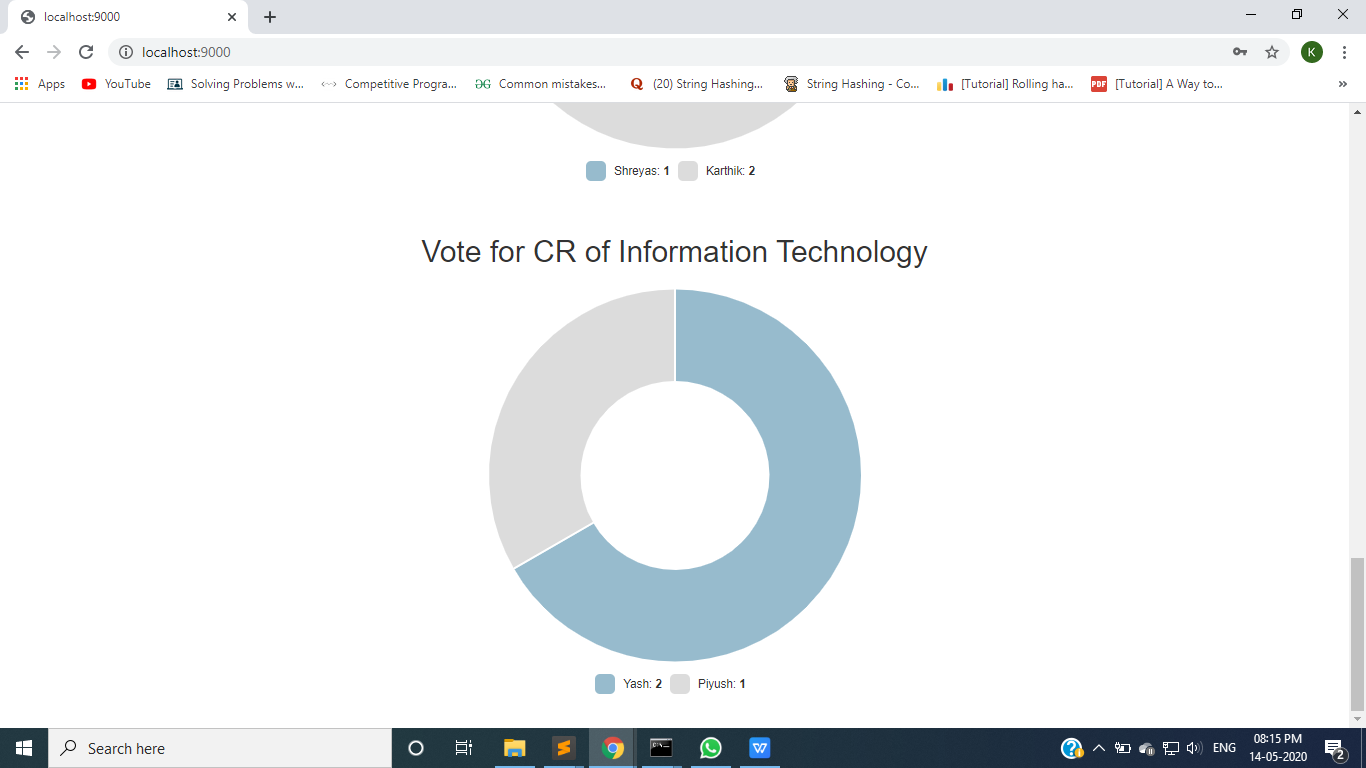 localhost:9000
localhost:9000
K
Apps YouTube Solving Problems w... Competitive Progra... Common mistakes... (20) String Hashing... String Hashing - Co... [Tutorial] Rolling ha... [Tutorial] A Way to... »
Shreyas: 1 Karthik: 2
Vote for CR of Information Technology
Yash: 2 Piyush: 1
Search here
ENG
08:15 PM
14-05-2020
2